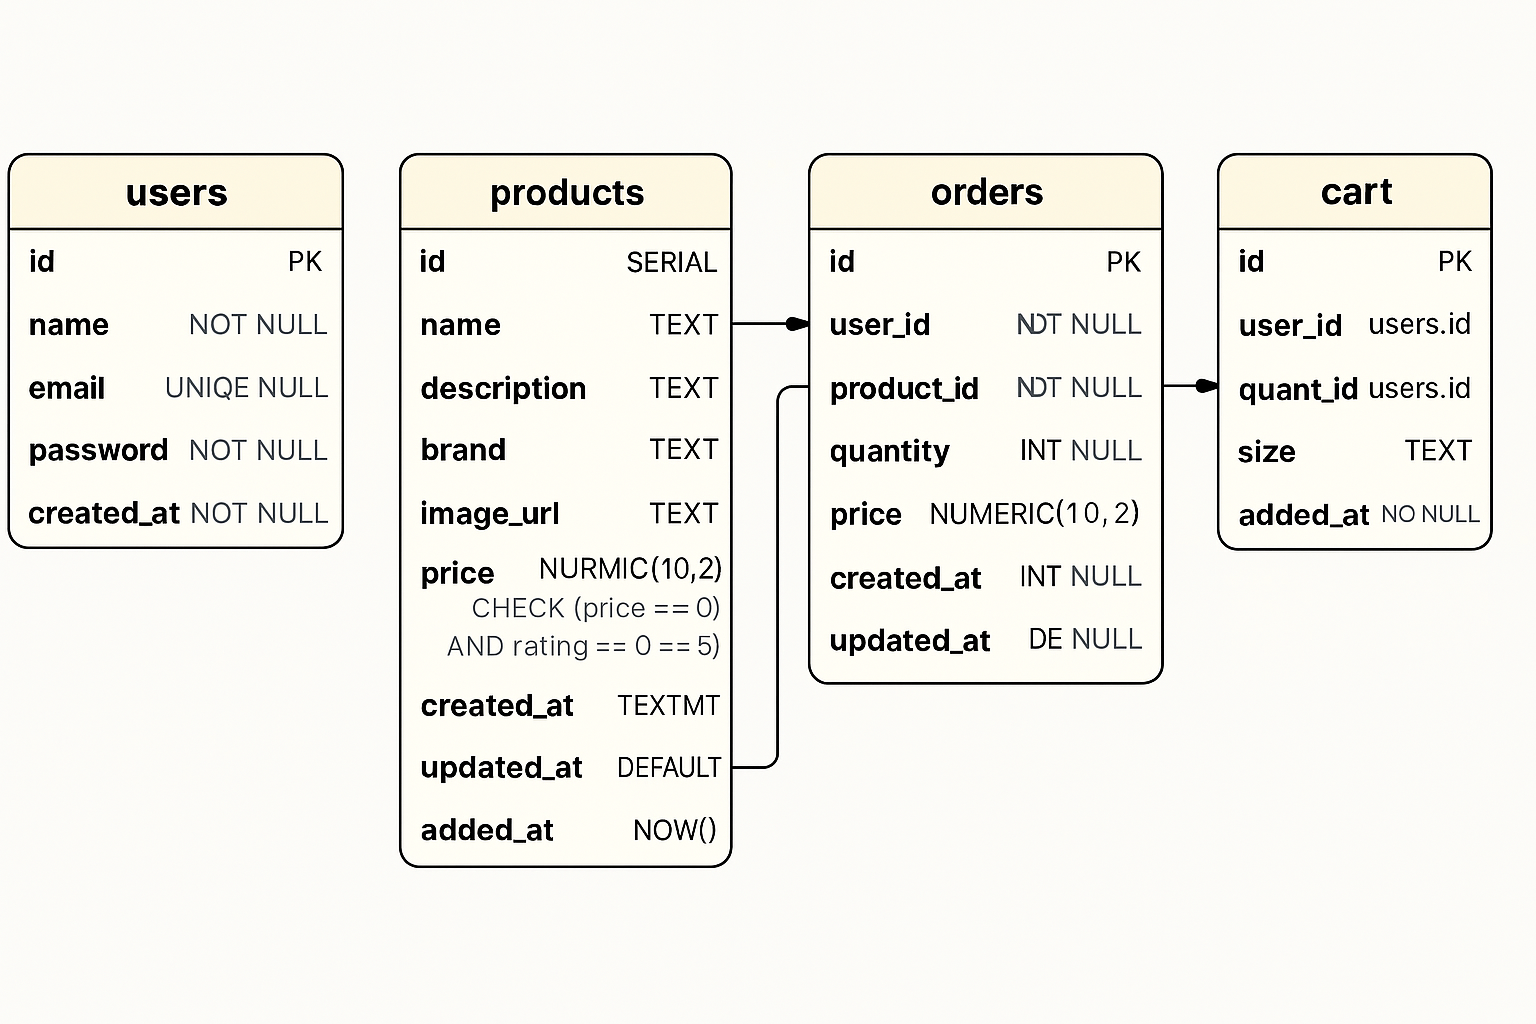 users
id PK
name NOT NULL
email UNIQE NULL
password NOT NULL
created_at NOT NULL
products
id SERIAL
name TEXT
description TEXT
brand TEXT
image_url TEXT
price NURMIC(10,2)
CHECK (price == 0)
AND rating == 0 == 5)
created_at TEXTMT
updated_at DEFAULT
added_at NOW()
orders
id PK
user_id NDT NULL
product_id NDT NULL
quantity INT NULL
price NUMERIC(10,2)
created_at INT NULL
updated_at DE NULL
cart
id PK
user_id users.id
quant_id users.id
size TEXT
added_at NO NULL